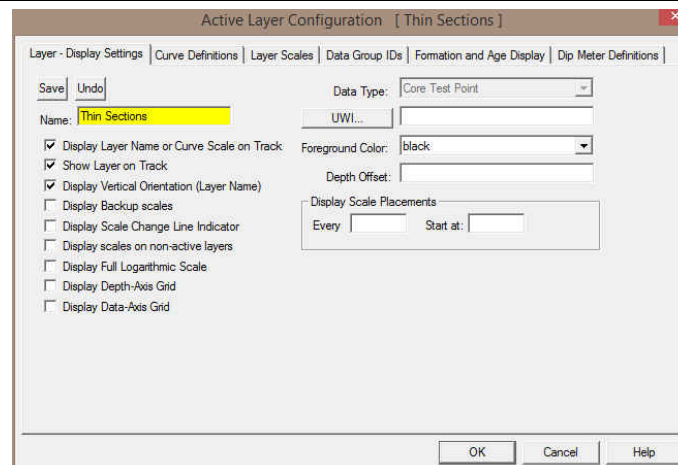 Active Layer Configuration [ Thin Sections ]
Layer - Display Settings
Curve Definitions
Layer Scales
Data Group IDs
Formation and Age Display
Dip Meter Definitions
Save
Undo
Name: Thin Sections
Display Layer Name or Curve Scale on Track
Show Layer on Track
Display Vertical Orientation (Layer Name)
Display Backup scales
Display Scale Change Line Indicator
Display scales on non-active layers
Display Full Logarithmic Scale
Display Depth-Axis Grid
Display Data-Axis Grid
Data Type: Core Test Point
UWI...
Foreground Color: black
Depth Offset:
Display Scale Placements
Every
Start at:
OK
Cancel
Help